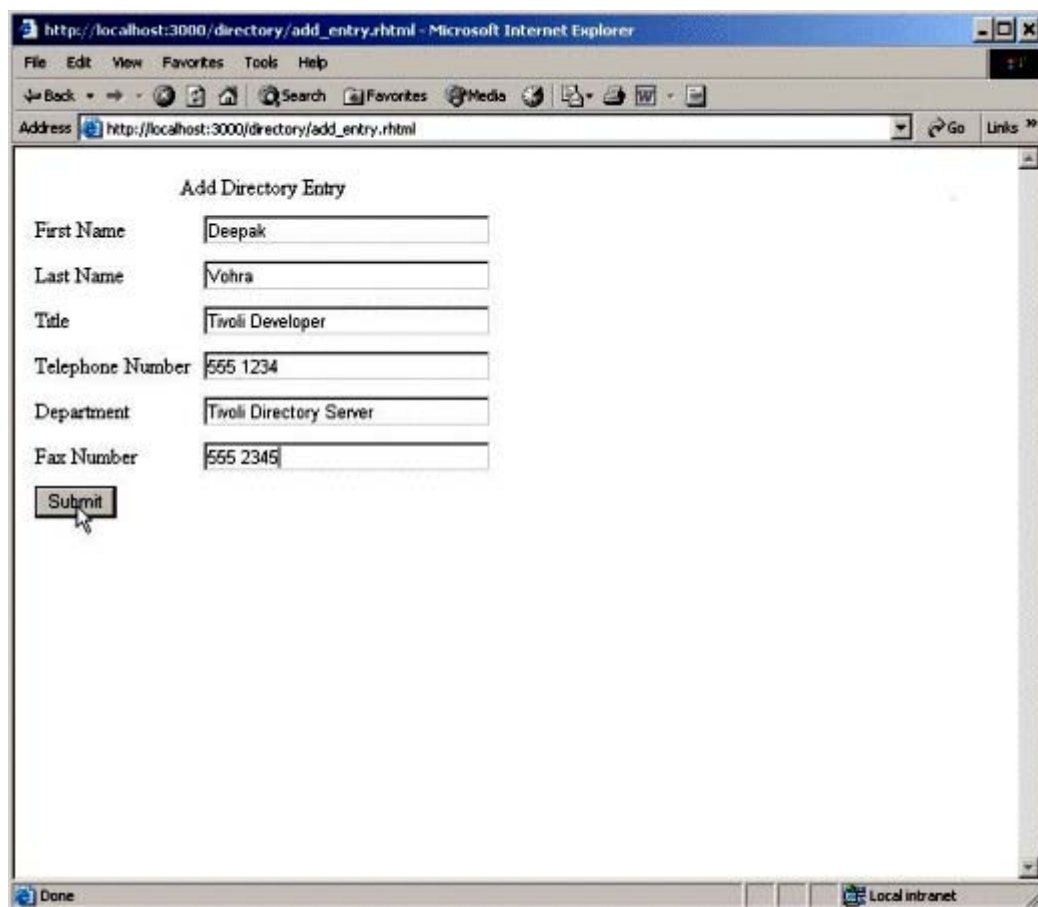 http://localhost:3000/directory/add_entry.rhtml - Microsoft Internet Explorer
File Edit View Favorites Tools Help
Back Search Favorites Media W
Address http://localhost:3000/directory/add_entry.rhtml Go Links »
Add Directory Entry
First Name Deepak
Last Name Vohra
Title Tivoli Developer
Telephone Number 555 1234
Department Tivoli Directory Server
Fax Number 555 2345
Submit
Done Local intranet